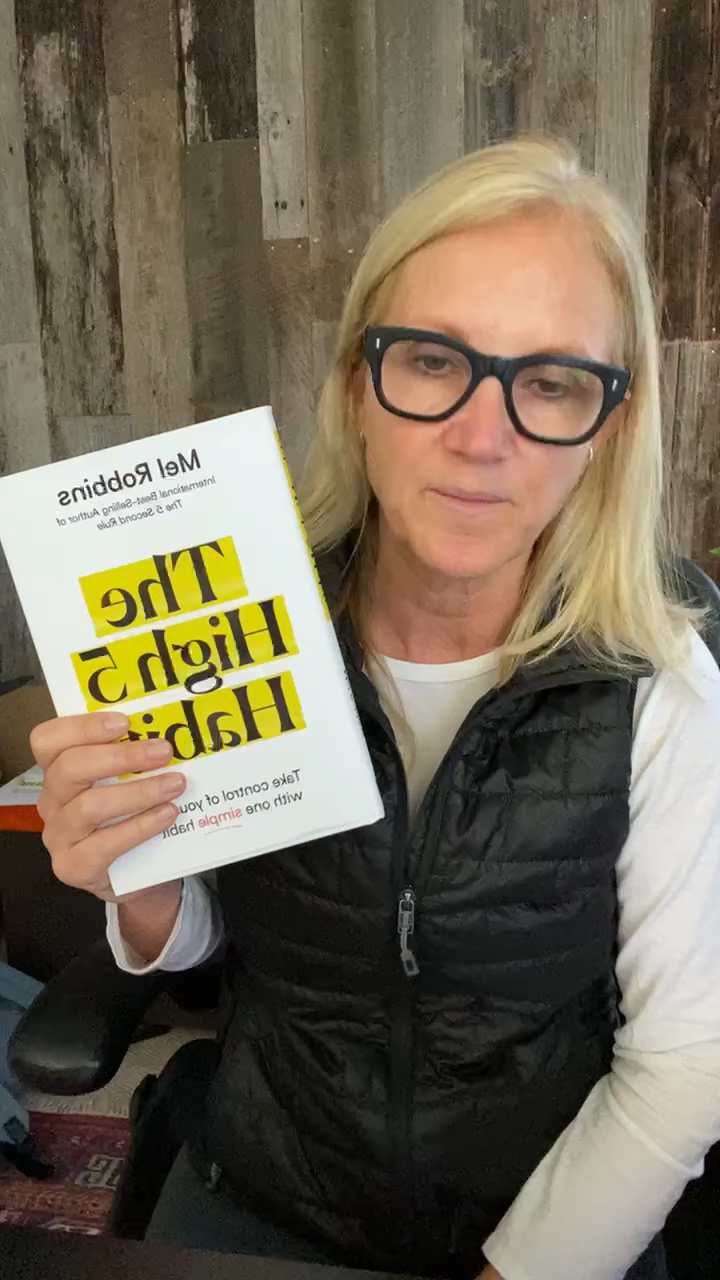 Mel Robbins
International Best-Selling Author of
The 5 Second Rule
The
High 5
Habit
Take control of you
with one simple habit